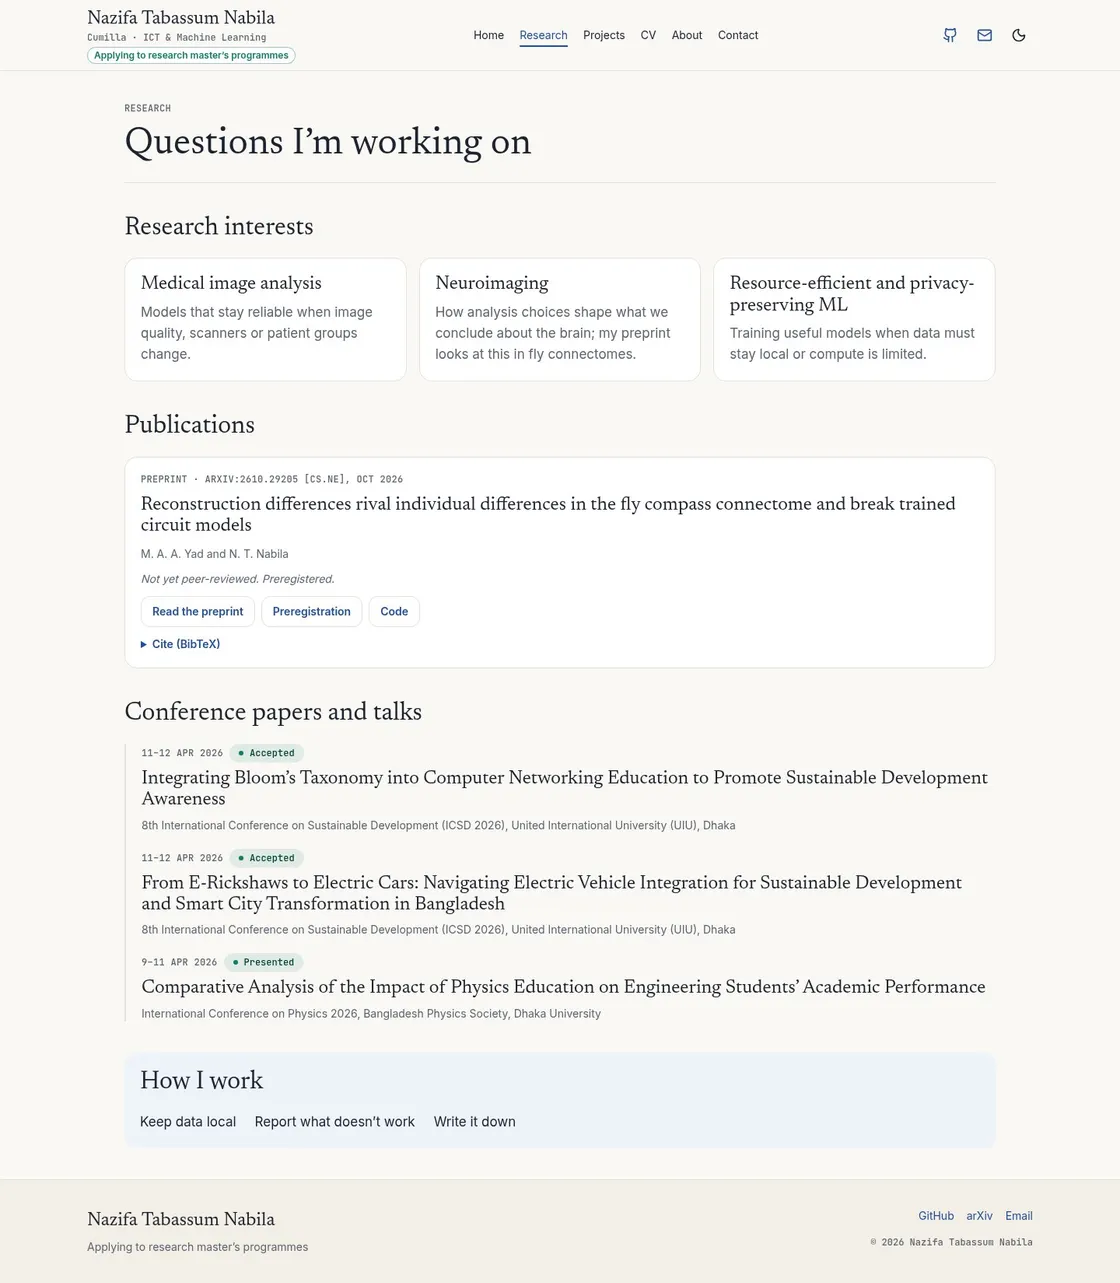 Nazifa Tabassum Nabila
Cumilla · ICT & Machine Learning
Applying to research master's programmes
Home Research Projects CV About Contact
RESEARCH
Questions I'm working on
Research interests
Medical image analysis
Models that stay reliable when image
quality, scanners or patient groups
change.
Neuroimaging
How analysis choices shape what we
conclude about the brain; my preprint
looks at this in fly connectomes.
Resource-efficient and privacy-
preserving ML
Training useful models when data must
stay local or compute is limited.
Publications
PREPRINT · ARXIV:2610.29205 [CS.NE], OCT 2026
Reconstruction differences rival individual differences in the fly compass connectome and break trained
circuit models
M. A. A. Yad and N. T. Nabila
Not yet peer-reviewed. Preregistered.
Read the preprint Preregistration Code
Cite (BibTeX)
Conference papers and talks
11–12 APR 2026 Accepted
Integrating Bloom's Taxonomy into Computer Networking Education to Promote Sustainable Development
Awareness
8th International Conference on Sustainable Development (ICSD 2026), United International University (UIU), Dhaka
11–12 APR 2026 Accepted
From E-Rickshaws to Electric Cars: Navigating Electric Vehicle Integration for Sustainable Development
and Smart City Transformation in Bangladesh
8th International Conference on Sustainable Development (ICSD 2026), United International University (UIU), Dhaka
9–11 APR 2026 Presented
Comparative Analysis of the Impact of Physics Education on Engineering Students' Academic Performance
International Conference on Physics 2026, Bangladesh Physics Society, Dhaka University
How I work
Keep data local Report what doesn't work Write it down
Nazifa Tabassum Nabila
Applying to research master's programmes
GitHub arXiv Email
© 2026 Nazifa Tabassum Nabila